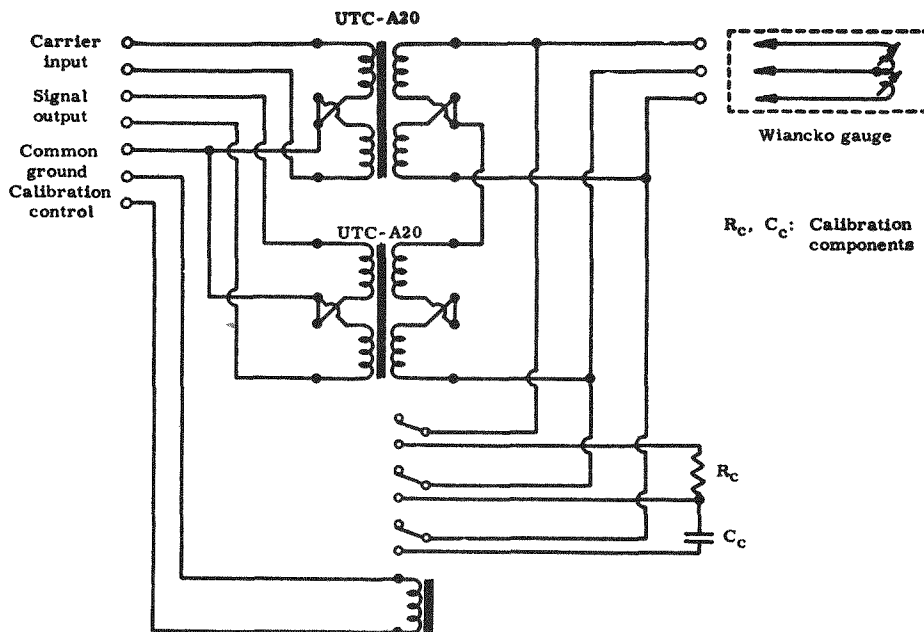 UTC-A20
Carrier
input
Signal
output
Common
ground
Calibration
control
UTC-A20
Wiancko gauge
Rc, Cc: Calibration
components
Rc
Cc